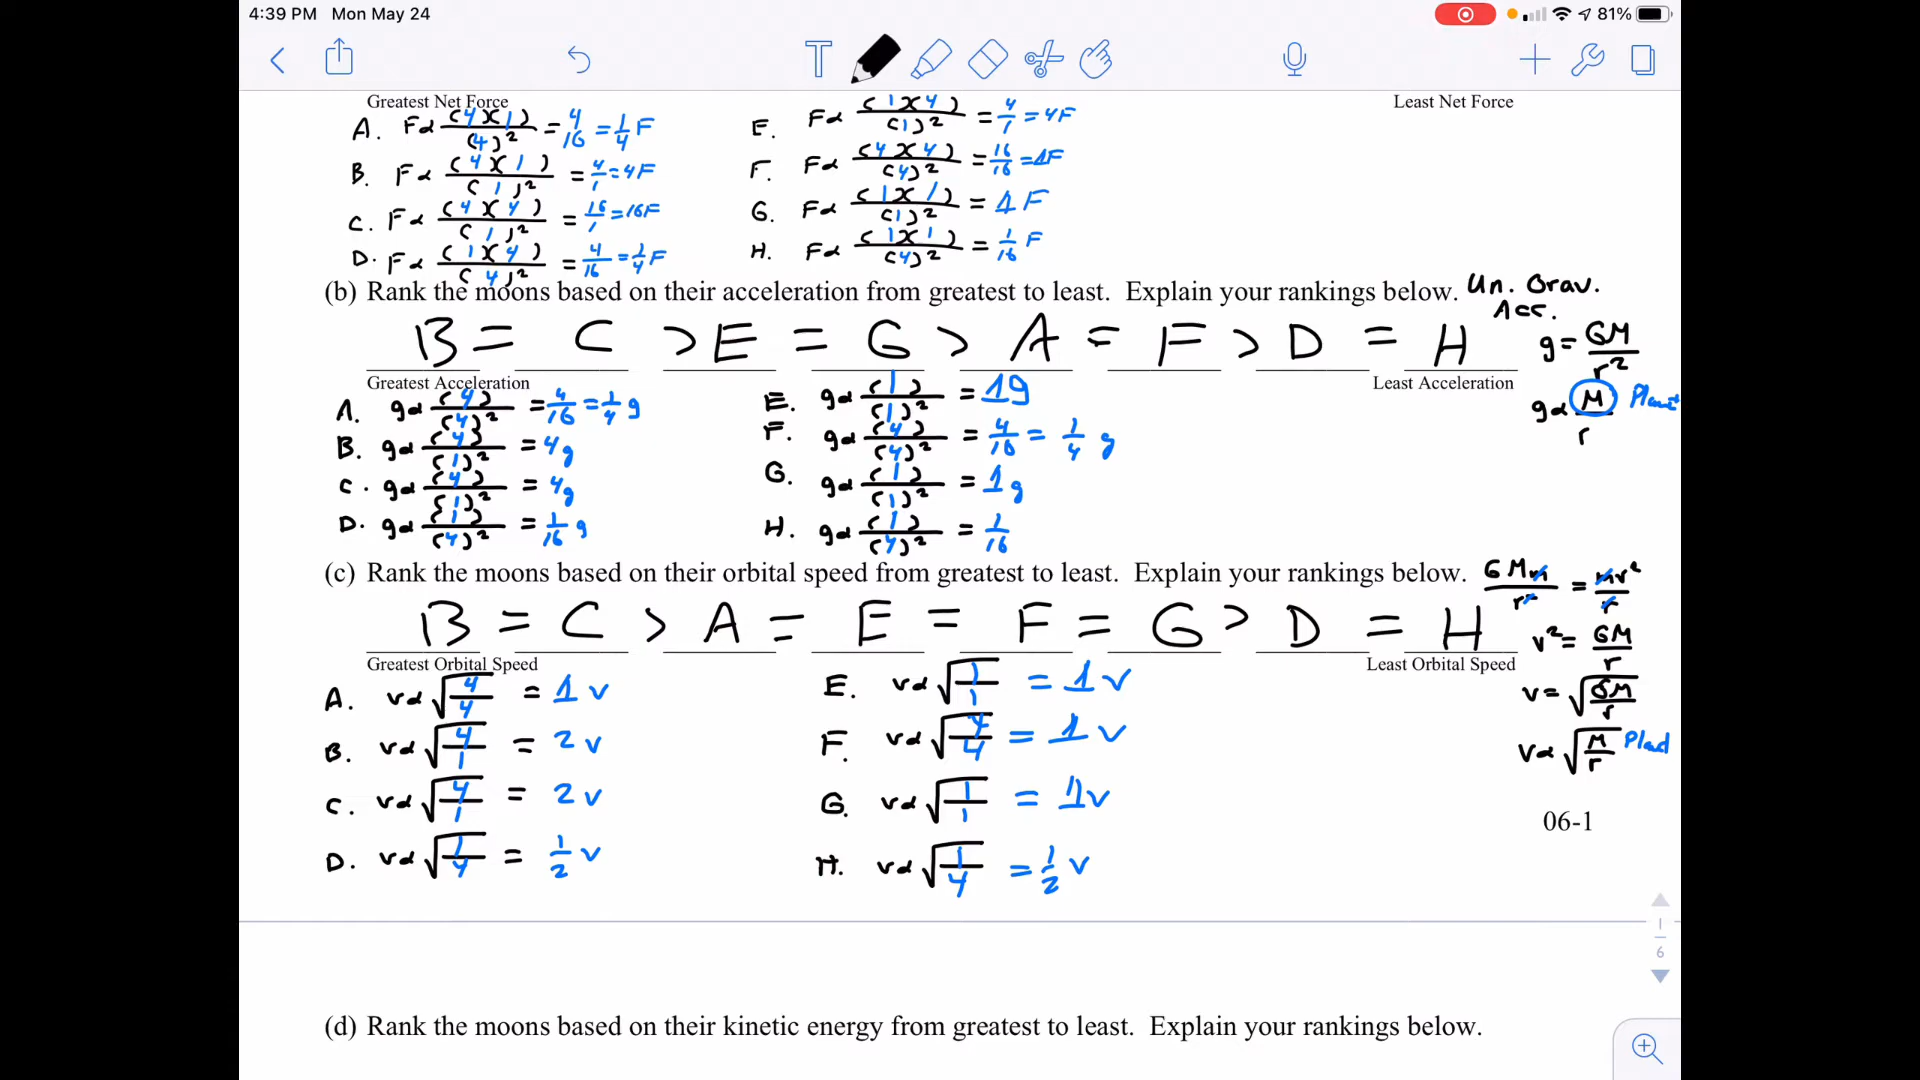 4:39 PM Mon May 24
81%
Greatest Net Force
Least Net Force
A. F∝ (4)(1)/(4)² = 4/16 = 1/4 F
E. F∝ (1)(4)/(1)² = 4/1 = 4F
B. F∝ (4)(1)/(1)² = 4/1 = 4F
F. F∝ (4)(4)/(4)² = 16/16 = 1F
C. F∝ (4)(4)/(1)² = 16/1 = 16F
G. F∝ (1)(1)/(1)² = 1F
D. F∝ (1)(4)/(4)² = 4/16 = 1/4 F
H. F∝ (1)(1)/(4)² = 1/16 F
(b) Rank the moons based on their acceleration from greatest to least. Explain your rankings below.
Un. Grav.
Acc.
B = C > E = G > A = F > D = H
g = GM/r²
Greatest Acceleration
Least Acceleration
g∝ M/r Planet
A. g∝ (4)/(4)² = 4/16 = 1/4 g
E. g∝ (1)/(1)² = 1g
B. g∝ (4)/(1)² = 4g
F. g∝ (4)/(4)² = 4/16 = 1/4 g
C. g∝ (4)/(1)² = 4g
G. g∝ (1)/(1)² = 1g
D. g∝ (1)/(4)² = 1/16 g
H. g∝ (1)/(4)² = 1/16
(c) Rank the moons based on their orbital speed from greatest to least. Explain your rankings below.
GMm/r² = mv²/r
B = C > A = E = F = G > D = H
v² = GM/r
Greatest Orbital Speed
Least Orbital Speed
v = √GM/r
v∝ √M/r
A. v∝ √4/4 = 1v
E. v∝ √1/1 = 1v
B. v∝ √4/1 = 2v
F. v∝ √4/4 = 1v
C. v∝ √4/1 = 2v
G. v∝ √1/1 = 1v
D. v∝ √1/4 = 1/2 v
H. v∝ √1/4 = 1/2 v
06-1
1
6
(d) Rank the moons based on their kinetic energy from greatest to least. Explain your rankings below.